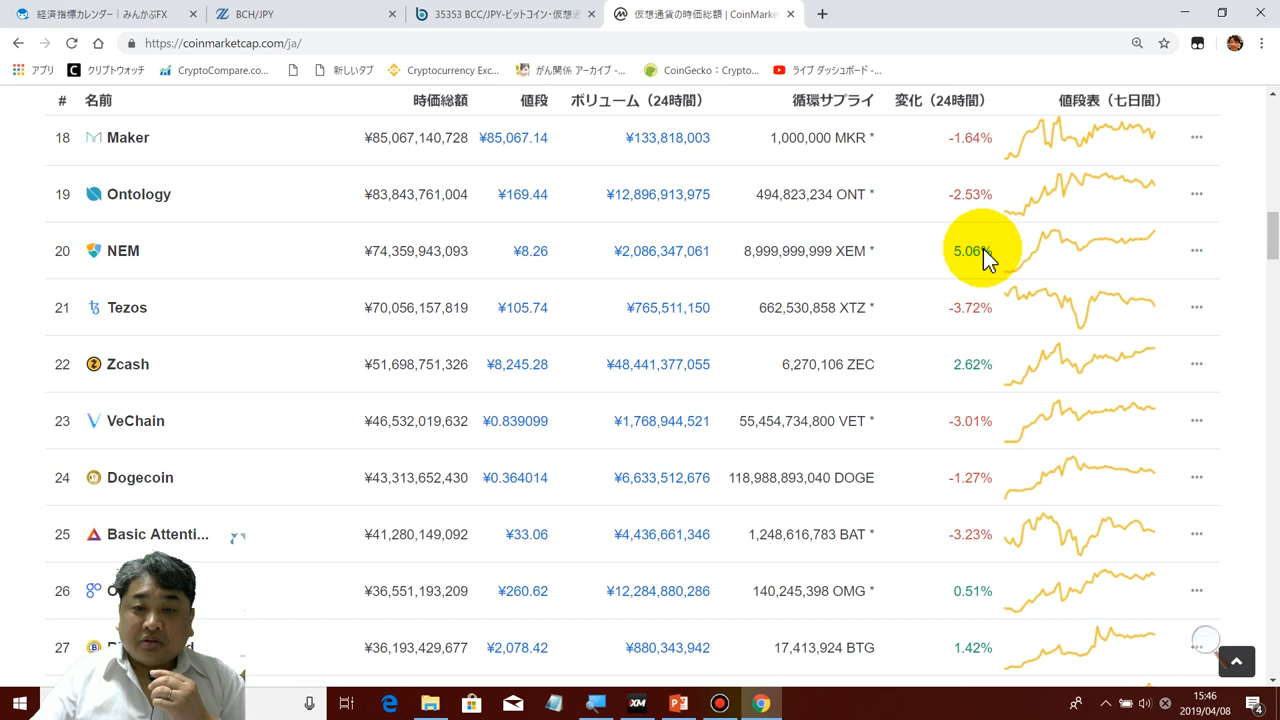 経済指標カレンダー | みんかぶFX
BCH/JPY
35353 BCC/JPY-ビットコイン・仮想通
仮想通貨の時価総額 | CoinMarke
https://coinmarketcap.com/ja/
アプリ
クリプトウォッチ
CryptoCompare.co...
新しいタブ
Cryptocurrency Exc...
がん関係 アーカイブ -...
CoinGecko：Crypto...
ライブ ダッシュボード -...
# 名前 時価総額 値段 ボリューム（24時間） 循環サプライ 変化（24時間） 値段表（七日間）
18 Maker ¥85,067,140,728 ¥85,067.14 ¥133,818,003 1,000,000 MKR * -1.64%
19 Ontology ¥83,843,761,004 ¥169.44 ¥12,896,913,975 494,823,234 ONT * -2.53%
20 NEM ¥74,359,943,093 ¥8.26 ¥2,086,347,061 8,999,999,999 XEM * 5.06%
21 Tezos ¥70,056,157,819 ¥105.74 ¥765,511,150 662,530,858 XTZ * -3.72%
22 Zcash ¥51,698,751,326 ¥8,245.28 ¥48,441,377,055 6,270,106 ZEC 2.62%
23 VeChain ¥46,532,019,632 ¥0.839099 ¥1,768,944,521 55,454,734,800 VET * -3.01%
24 Dogecoin ¥43,313,652,430 ¥0.364014 ¥6,633,512,676 118,988,893,040 DOGE -1.27%
25 Basic Attenti... ¥41,280,149,092 ¥33.06 ¥4,436,661,346 1,248,616,783 BAT * -3.23%
26 ¥36,551,193,209 ¥260.62 ¥12,284,880,286 140,245,398 OMG * 0.51%
27 ¥36,193,429,677 ¥2,078.42 ¥880,343,942 17,413,924 BTG 1.42%
XM
15:46
2019/04/08
4